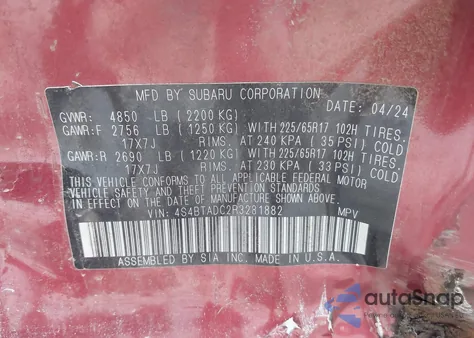 MFD BY SUBARU CORPORATION
DATE: 04/24
GVWR: 4850 LB (2200 KG)
GAWR:F 2756 LB (1250 KG) WITH 225/65R17 102H TIRES,
17X7J RIMS, AT 240 KPA (35 PSI) COLD
GAWR:R 2690 LB (1220 KG) WITH 225/65R17 102H TIRES,
17X7J RIMS, AT 230 KPA (33 PSI) COLD
THIS VEHICLE CONFORMS TO ALL APPLICABLE FEDERAL MOTOR
VEHICLE SAFETY AND THEFT PREVENTION STANDARDS
IN EFFECT ON THE DATE OF MANUFACTURE SHOWN ABOVE.
VIN: 4S4BTADC2R3281882 MPV
ASSEMBLED BY SIA INC. MADE IN U.S.A.
autoSnap